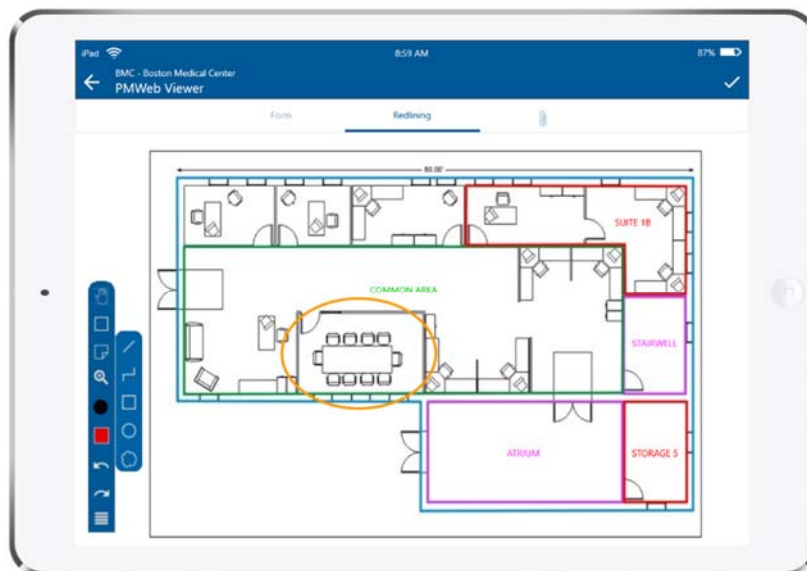 iPad 8:59 AM 87%
BMC - Boston Medical Center
PMWeb Viewer
Form Redlining
80.00'
SUITE 1B
COMMON AREA
STAIRWELL
ATRIUM
STORAGE 5